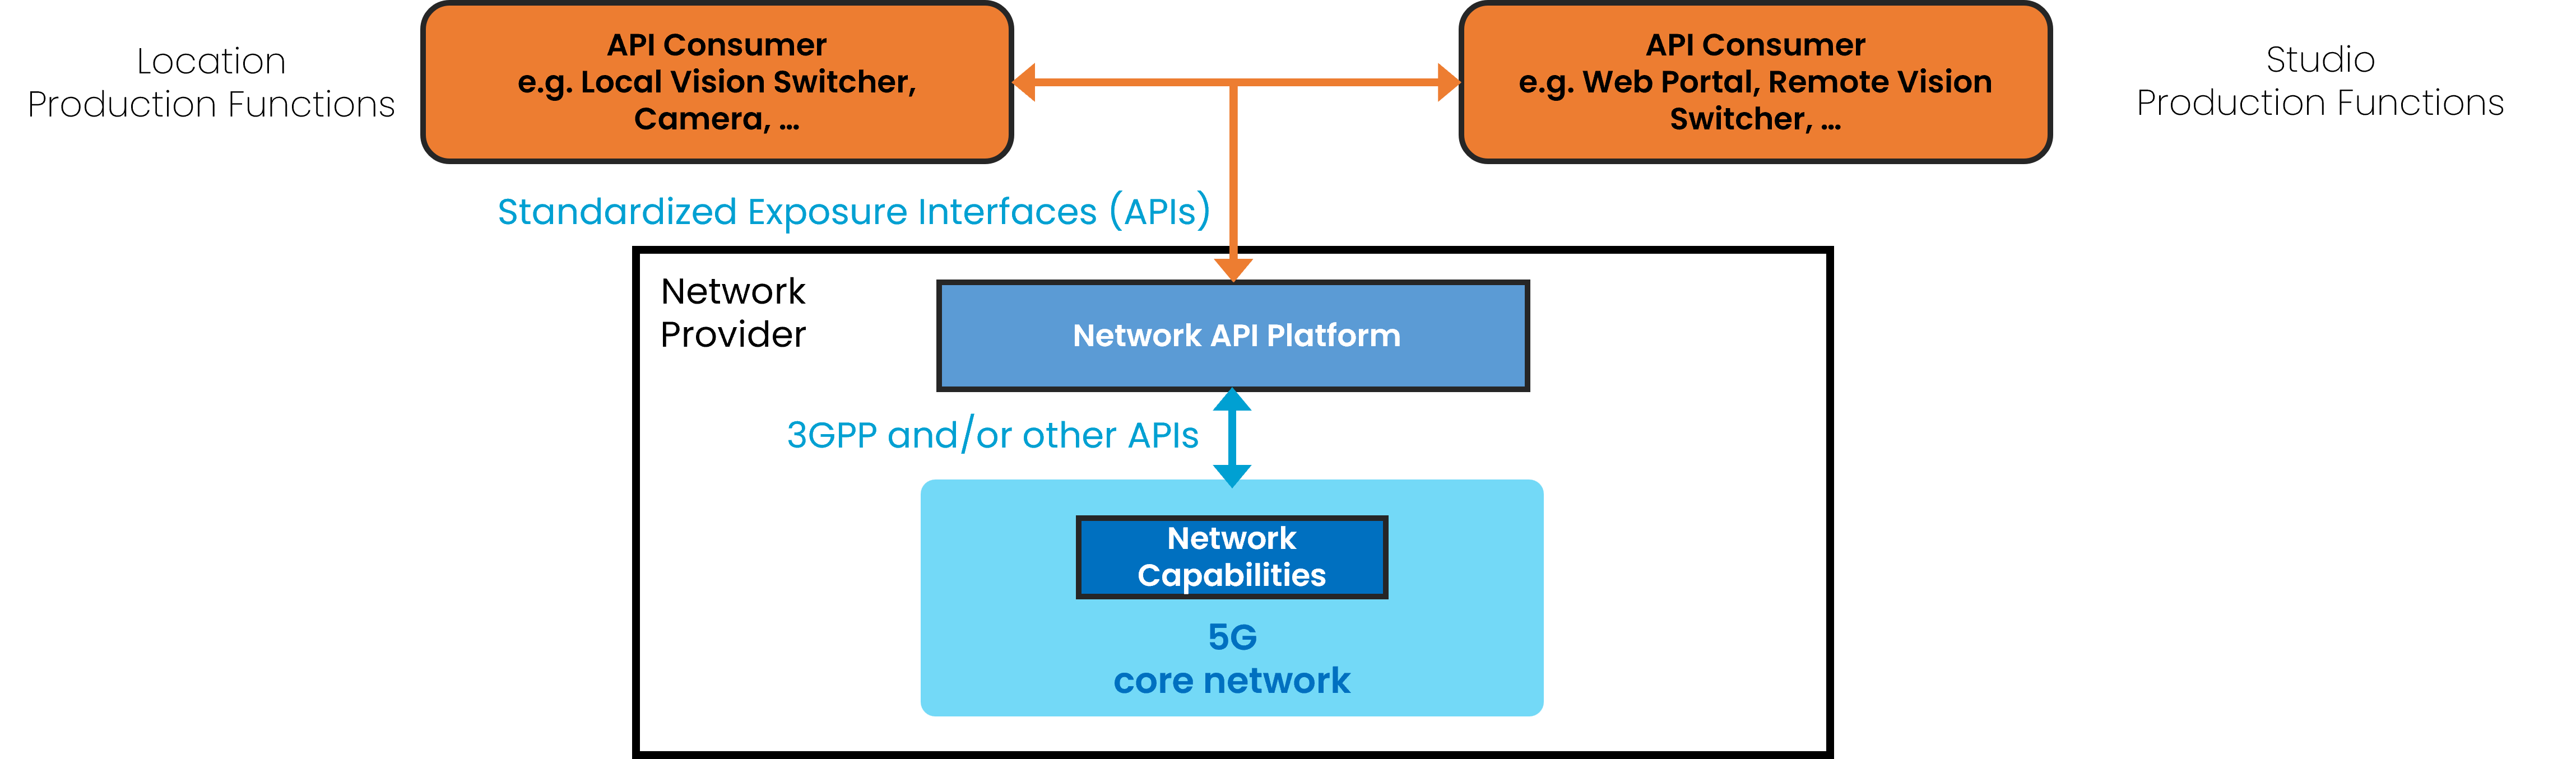 Location
Production Functions
API Consumer
e.g. Local Vision Switcher,
Camera, ...
API Consumer
e.g. Web Portal, Remote Vision
Switcher, ...
Studio
Production Functions
Standardized Exposure Interfaces (APIs)
Network
Provider
Network API Platform
3GPP and/or other APIs
Network
Capabilities
5G
core network